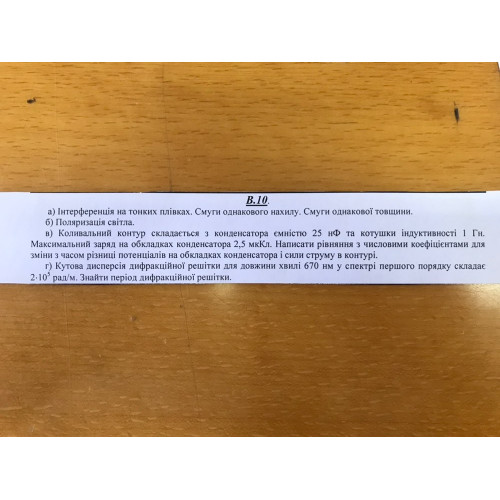 В.10.
а) Інтерференція на тонких плівках. Смуги однакового нахилу. Смуги однакової товщини.
б) Поляризація світла.
в) Коливальний контур складається з конденсатора ємністю 25 нФ та котушки індуктивності 1 Гн.
Максимальний заряд на обкладках конденсатора 2,5 мкКл. Написати рівняння з числовими коефіцієнтами для
зміни з часом різниці потенціалів на обкладках конденсатора і сили струму в контурі.
г) Кутова дисперсія дифракційної решітки для довжини хвилі 670 нм у спектрі першого порядку складає
2·10⁵ рад/м. Знайти період дифракційної решітки.